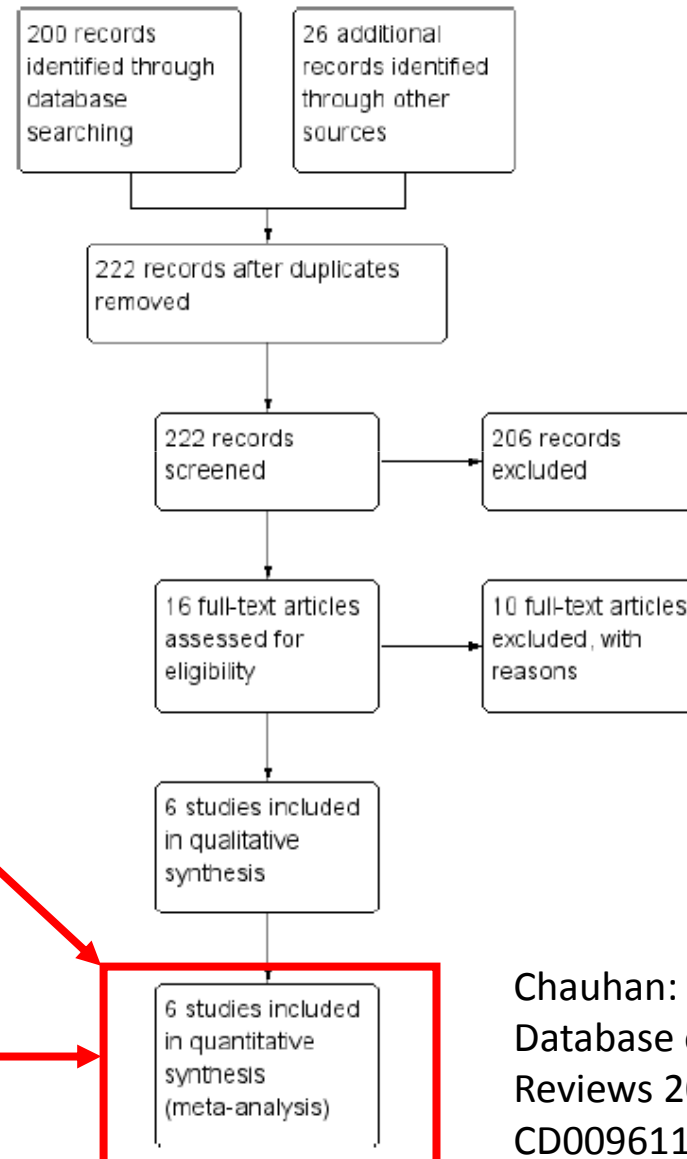 200 records
identified through
database
searching
26 additional
records identified
through other
sources
222 records after duplicates
removed
222 records
screened
206 records
excluded
16 full-text articles
assessed for
eligibility
10 full-text articles
excluded, with
reasons
6 studies included
in qualitative
synthesis
6 studies included
in quantitative
synthesis
(meta-analysis)
Chauhan:
Database
Reviews
CD009611